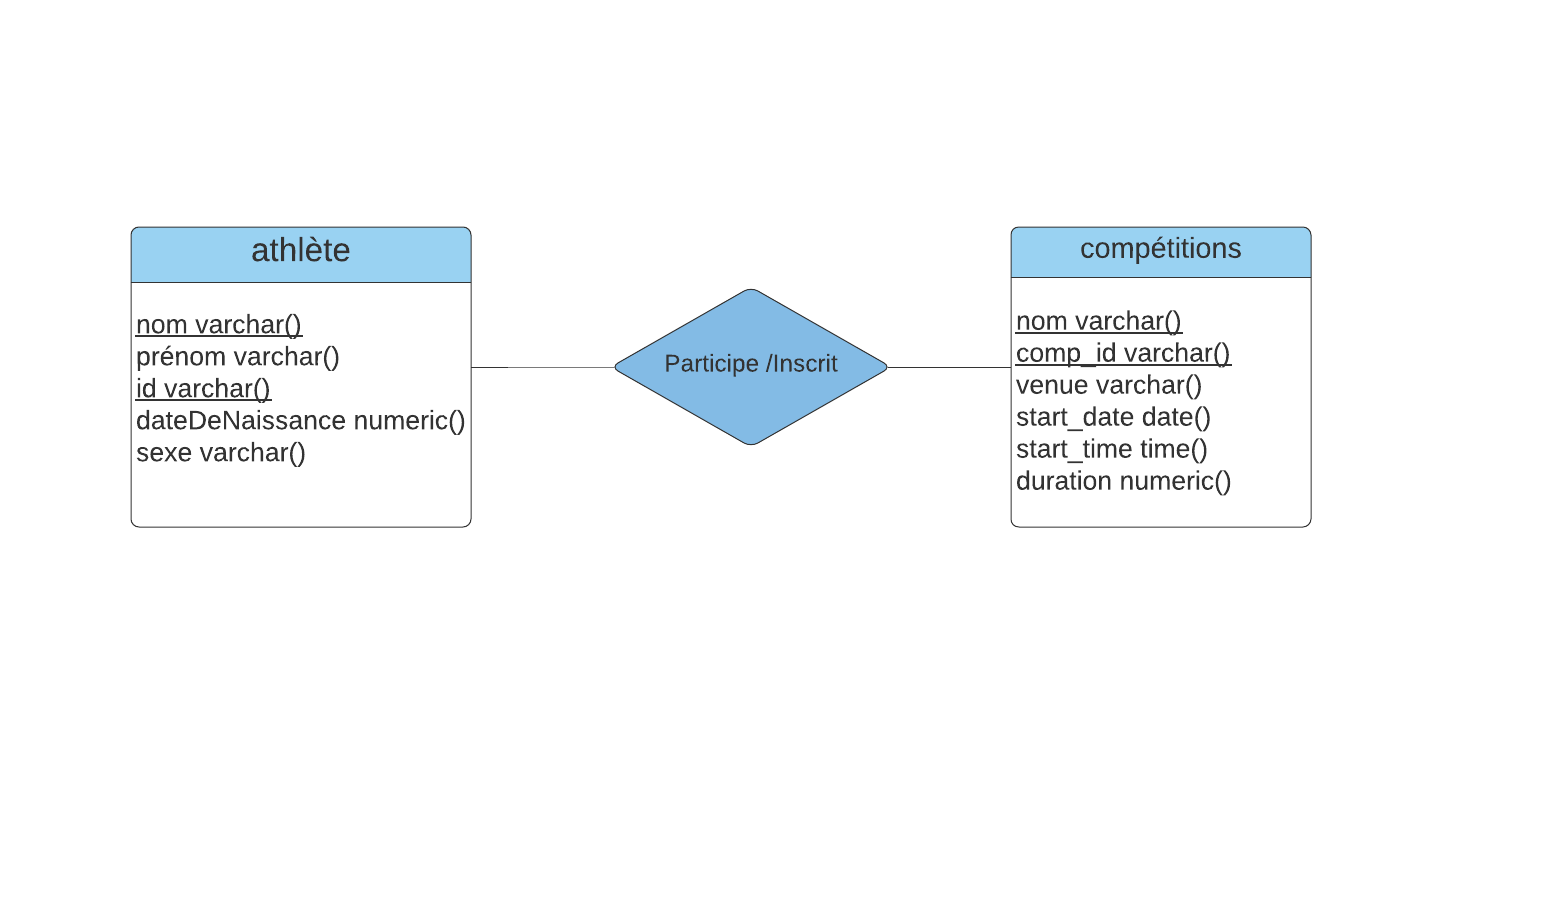 athlète
nom varchar()
prénom varchar()
id varchar()
dateDeNaissance numeric()
sexe varchar()
Participe /Inscrit
compétitions
nom varchar()
comp_id varchar()
venue varchar()
start_date date()
start_time time()
duration numeric()